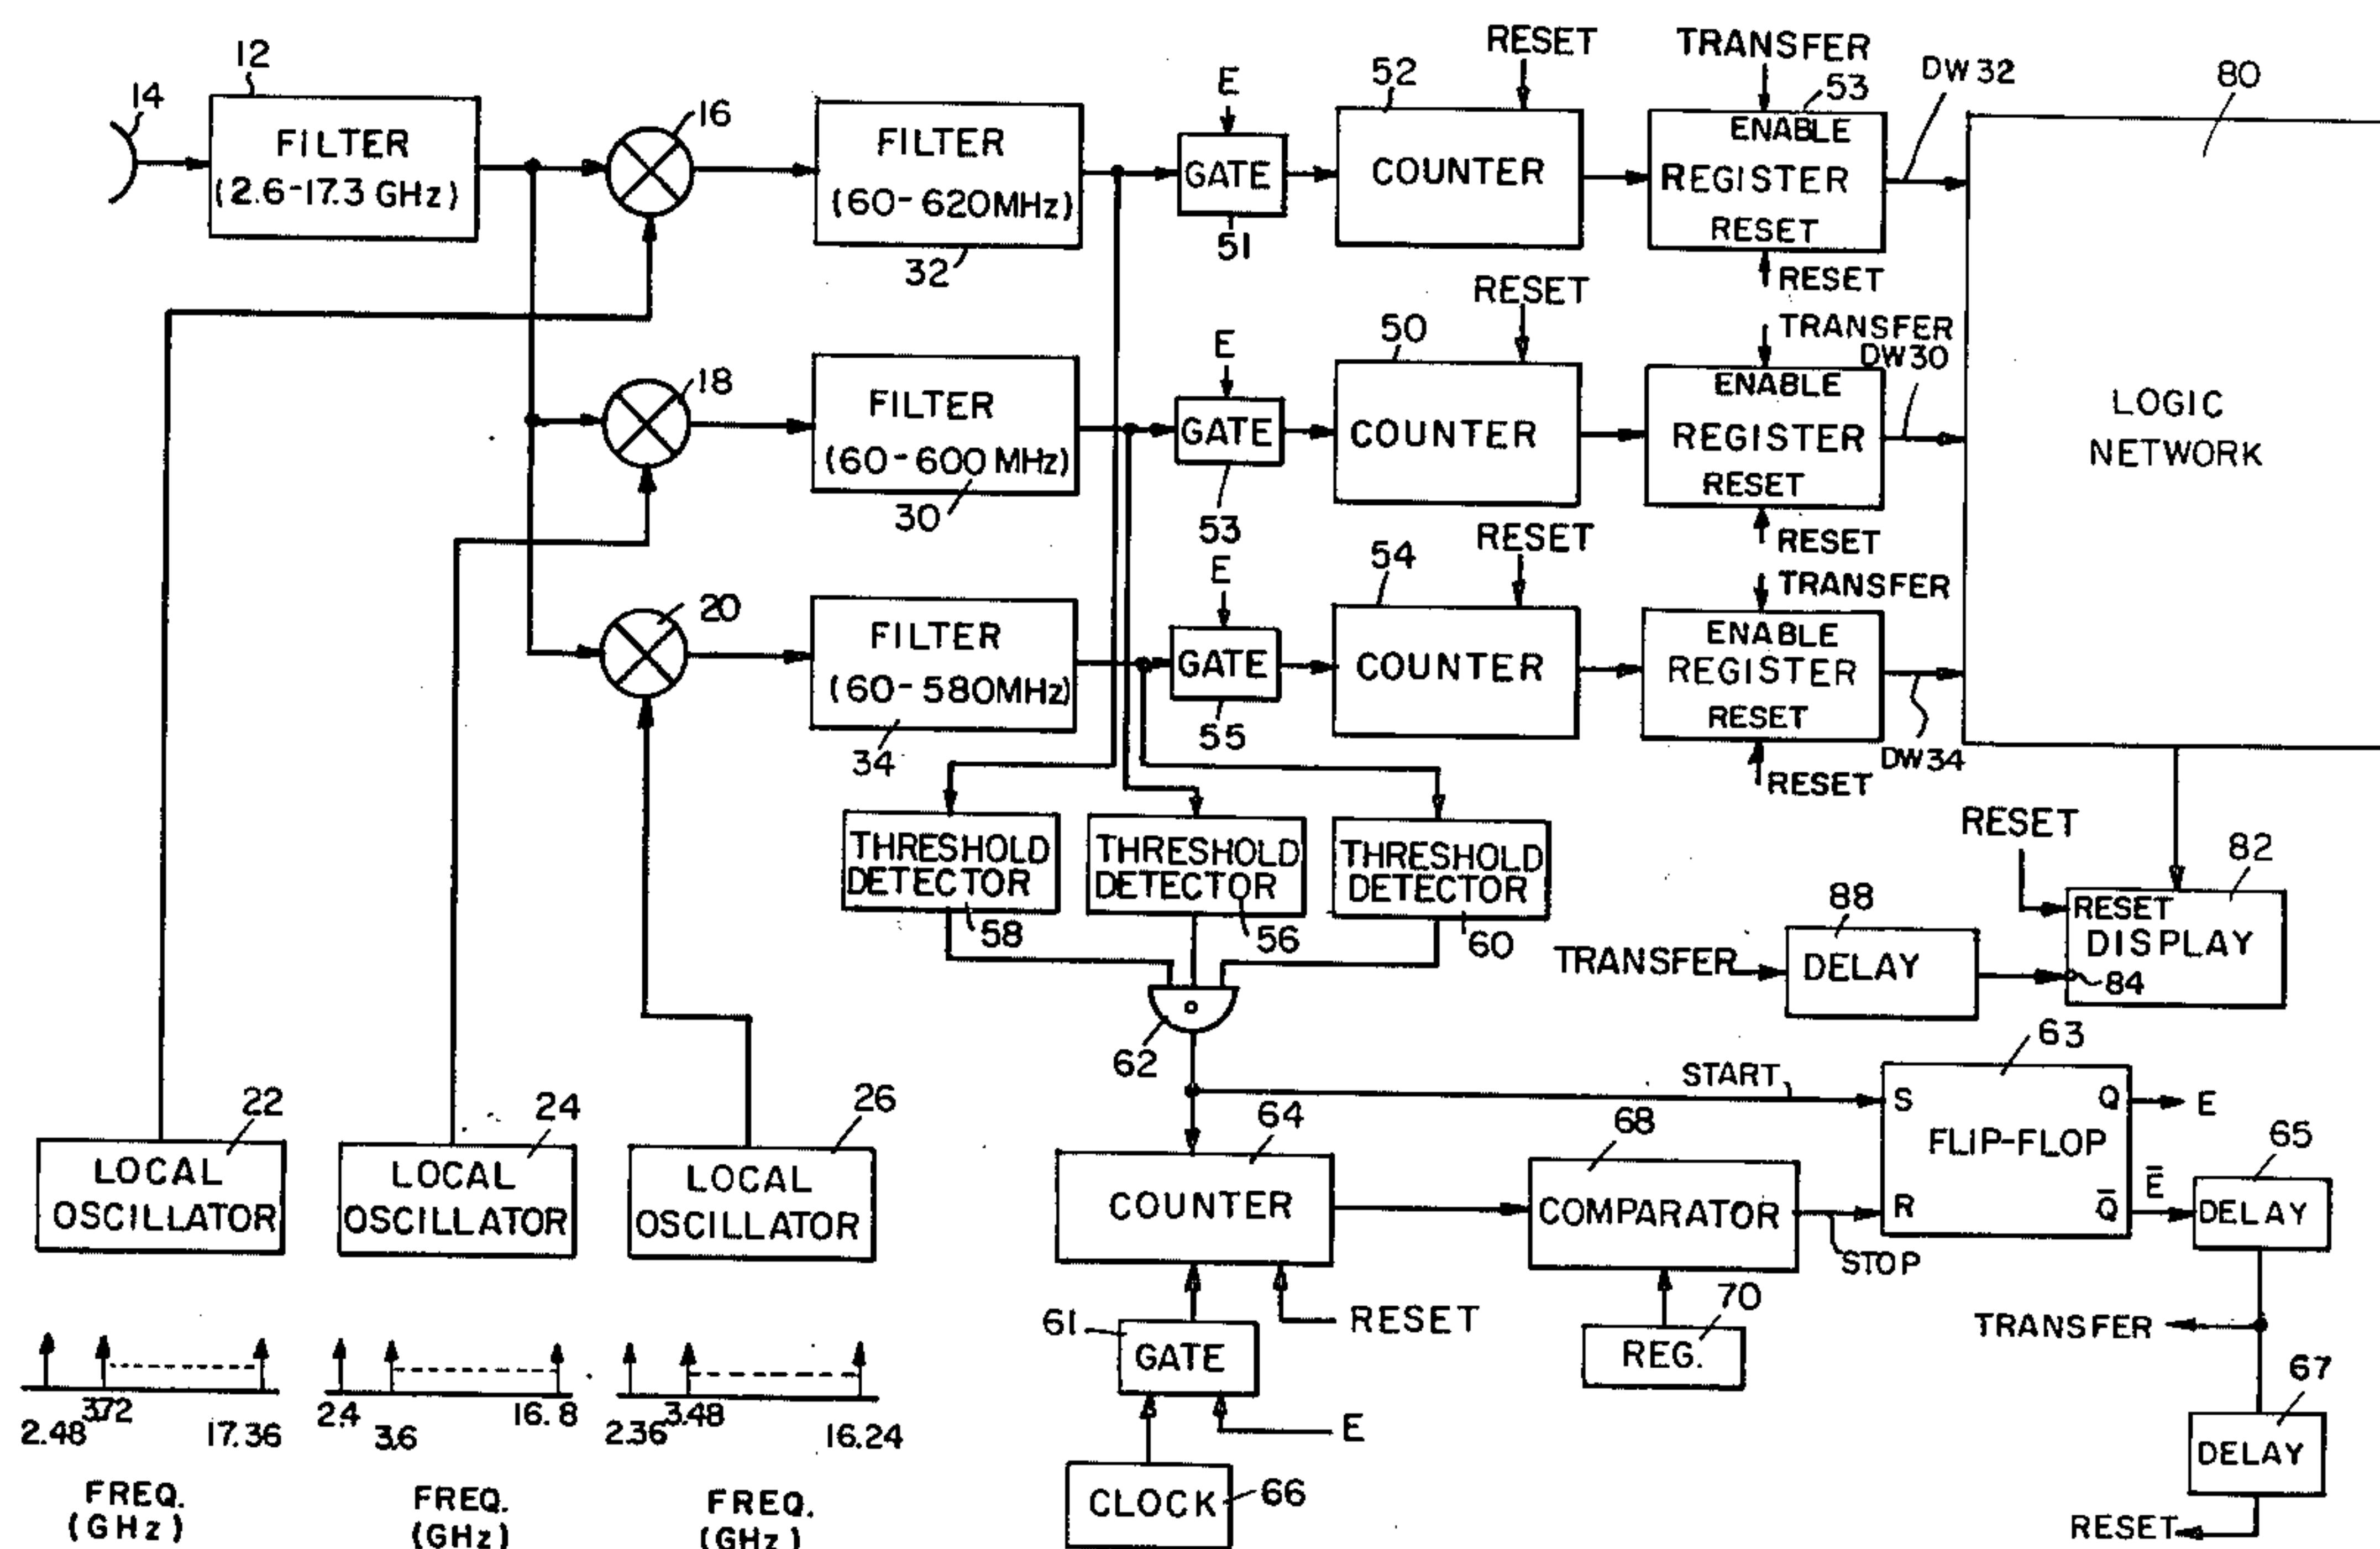 12
14
FILTER
(2.6-17.3 GHz)
16
FILTER
(60-620MHz)
32
E
GATE
51
RESET
52
COUNTER
TRANSFER
53
ENABLE
REGISTER
RESET
RESET
DW32
80
LOGIC
NETWORK
18
FILTER
(60-600 MHz)
30
E
GATE
53
RESET
50
COUNTER
TRANSFER
DW30
ENABLE
REGISTER
RESET
RESET
20
FILTER
(60-580MHz)
34
E
GATE
55
RESET
54
COUNTER
TRANSFER
ENABLE
REGISTER
RESET
RESET
DW34
THRESHOLD
DETECTOR
58
THRESHOLD
DETECTOR
56
THRESHOLD
DETECTOR
60
62
RESET
82
RESET
DISPLAY
84
TRANSFER
88
DELAY
22
LOCAL
OSCILLATOR
24
LOCAL
OSCILLATOR
26
LOCAL
OSCILLATOR
START
63
S
Q
E
FLIP-FLOP
R
Q̅
E̅
65
DELAY
64
COUNTER
68
COMPARATOR
STOP
70
REG.
RESET
61
GATE
E
CLOCK
66
TRANSFER
67
DELAY
RESET
2.48
3.72
17.36
FREQ.
(GHz)
2.4
3.6
16.8
FREQ.
(GHz)
2.36
3.48
16.24
FREQ.
(GHz)